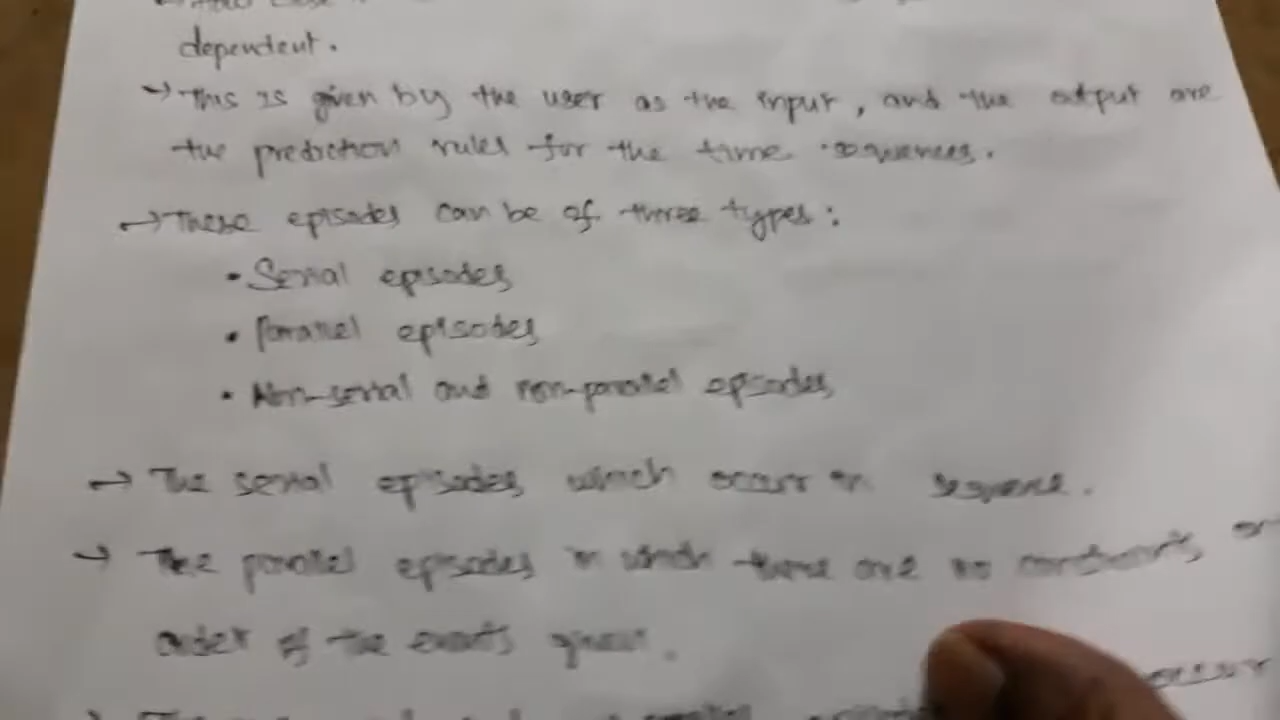 dependent.
→ This is given by the user as the input, and the output are
the prediction rules for the time sequences.
→ These episodes can be of three types:
• Serial episodes
• Parallel episodes
• Non-serial and non-parallel episodes
→ The serial episodes which occurr in sequence.
→ The parallel episodes in which there are no constraints on
order of the events given.